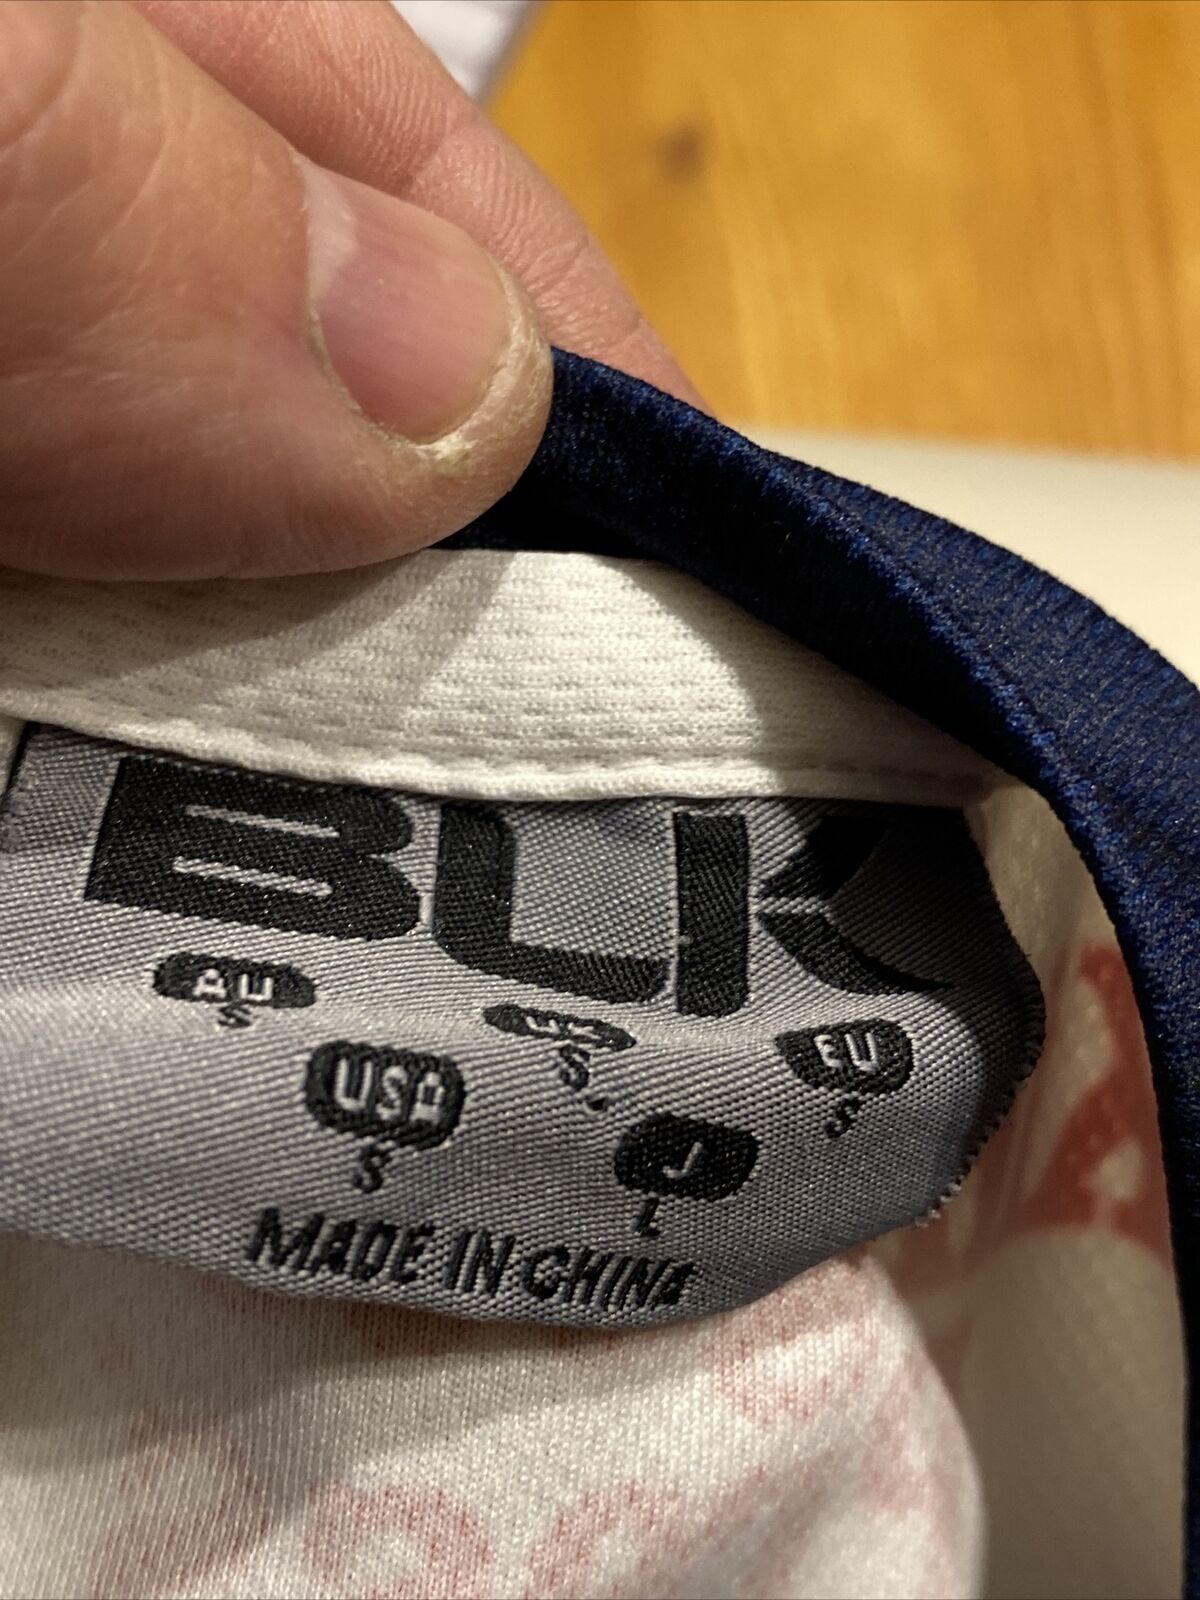 BLK
AU UK EU
S S S
USA J
S L
MADE IN CHINA